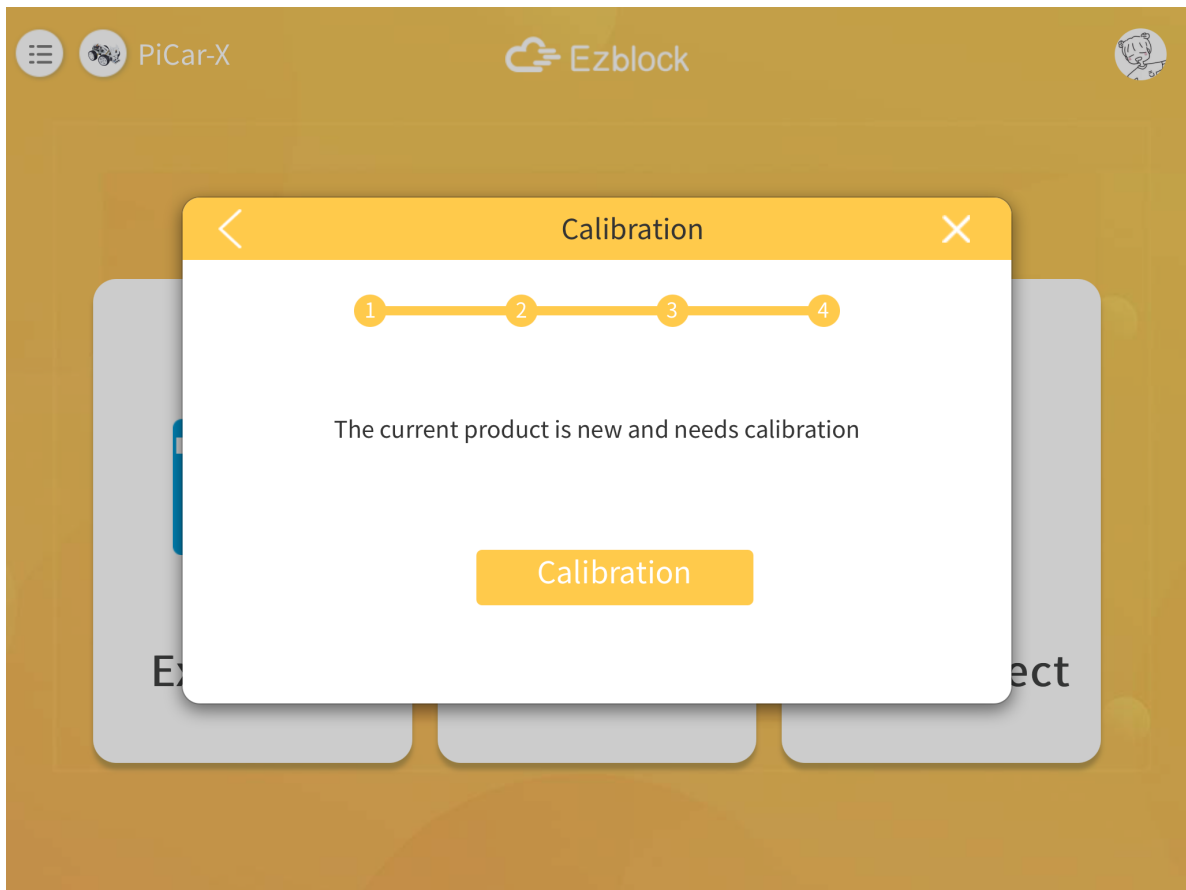 PiCar-X
Ezblock
Calibration
1 2 3 4
The current product is new and needs calibration
Calibration